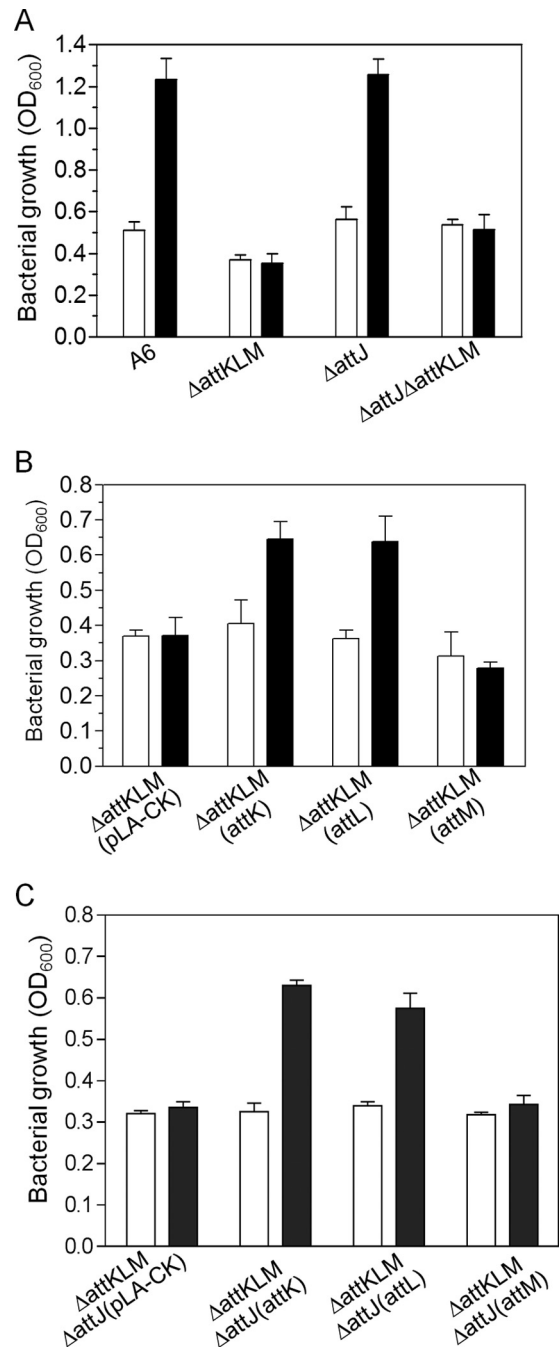 A
Bacterial growth (OD600)
1.4
1.2
1.0
0.8
0.6
0.4
0.2
0.0
A6
ΔattKLM
ΔattJ
ΔattJΔattKLM
B
Bacterial growth (OD600)
0.8
0.7
0.6
0.5
0.4
0.3
0.2
0.1
0.0
ΔattKLM
(pLA-CK)
ΔattKLM
(attK)
ΔattKLM
(attL)
ΔattKLM
(attM)
C
Bacterial growth (OD600)
0.8
0.7
0.6
0.5
0.4
0.3
0.2
0.1
0.0
ΔattKLM
ΔattJ(pLA-CK)
ΔattKLM
ΔattJ(attK)
ΔattKLM
ΔattJ(attL)
ΔattKLM
ΔattJ(attM)